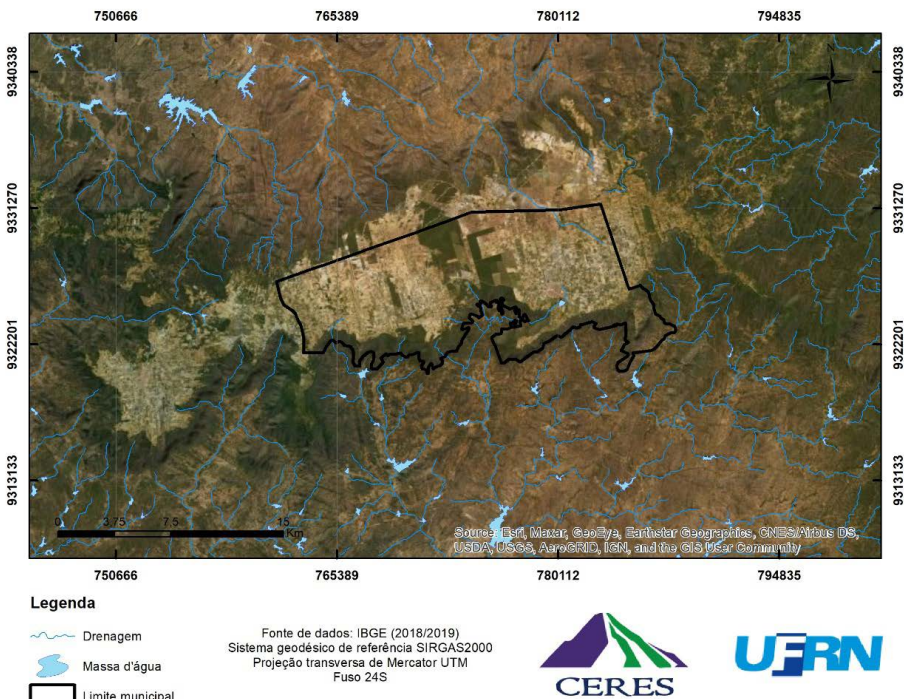 750666 765389 780112 794835
9340338 9340338
N
9331270 9331270
9322201 9322201
9313133 9313133
0 3.75 7.5 15
Km
Source: Esri, Maxar, GeoEye, Earthstar Geographics, CNES/Airbus DS,
USDA, USGS, AeroGRID, IGN, and the GIS User Community
750666 765389 780112 794835
Legenda
Drenagem
Massa d'água
Limite municipal
Fonte de dados: IBGE (2018/2019)
Sistema geodésico de referência SIRGAS2000
Projeção transversa de Mercator UTM
Fuso 24S
CERES
UFRN